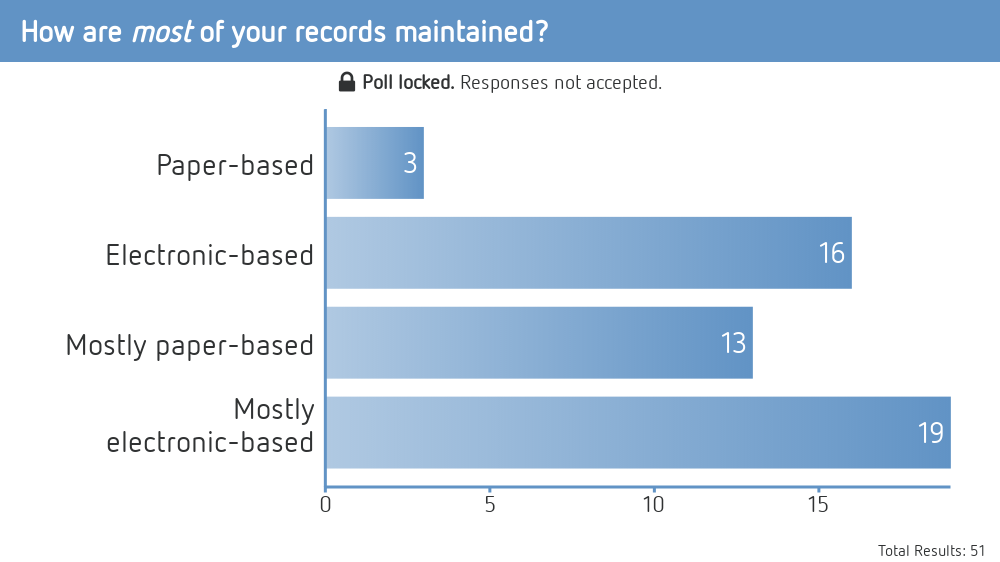 How are most of your records maintained?
Poll locked. Responses not accepted.
Paper-based
3
Electronic-based
16
Mostly paper-based
13
Mostly
electronic-based
19
0 5 10 15
Total Results: 51